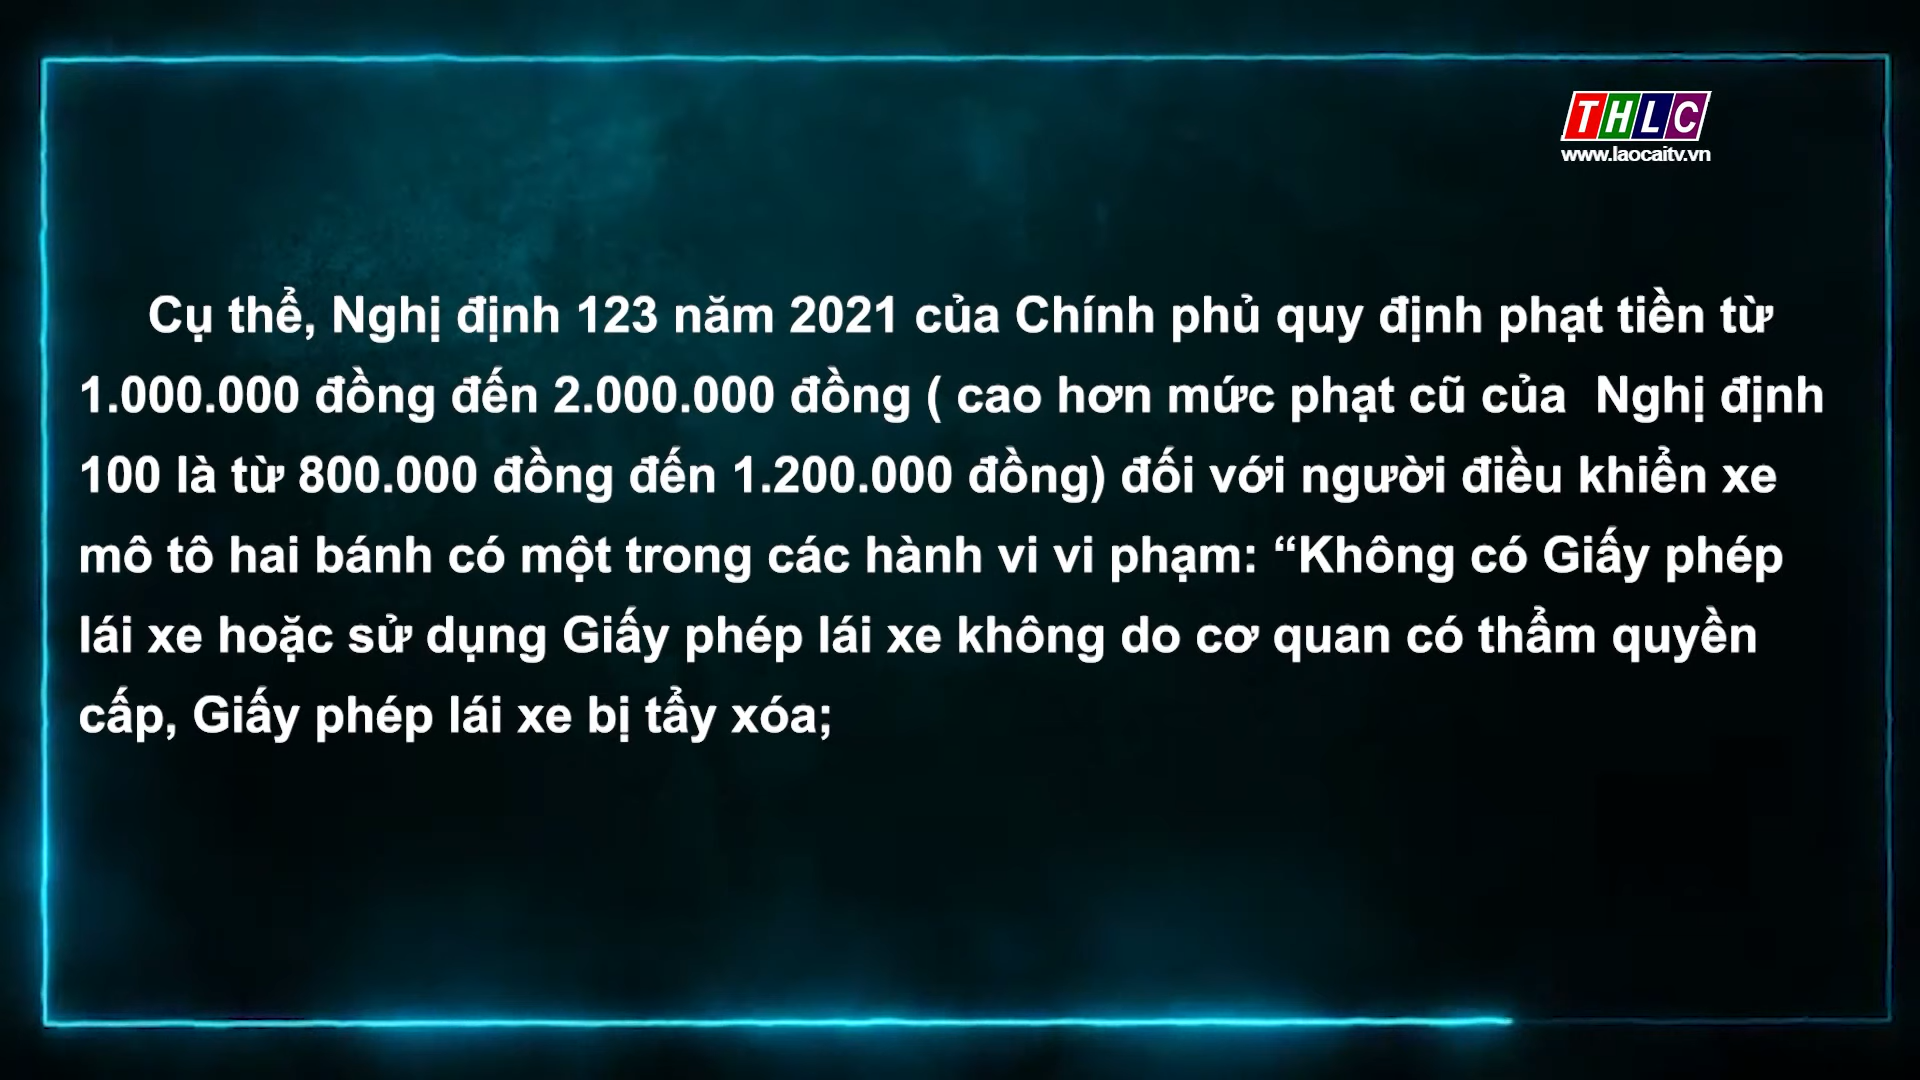 THLC
www.laocaitv.vn
Cụ thể, Nghị định 123 năm 2021 của Chính phủ quy định phạt tiền từ
1.000.000 đồng đến 2.000.000 đồng ( cao hơn mức phạt cũ của  Nghị định
100 là từ 800.000 đồng đến 1.200.000 đồng) đối với người điều khiển xe
mô tô hai bánh có một trong các hành vi vi phạm: “Không có Giấy phép
lái xe hoặc sử dụng Giấy phép lái xe không do cơ quan có thẩm quyền
cấp, Giấy phép lái xe bị tẩy xóa;